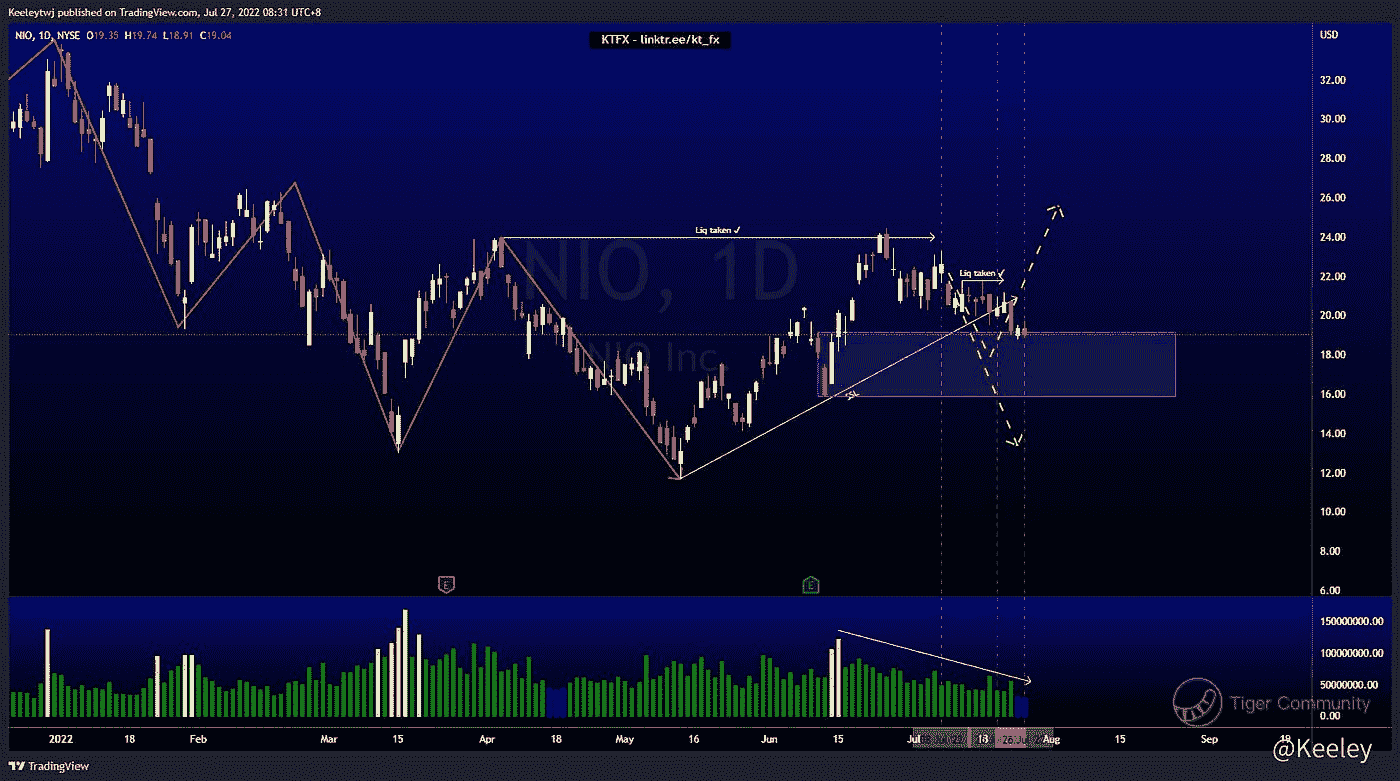 Keeleytwj published on TradingView.com, Jul 27, 2022 08:31 UTC+8
NIO, 1D, NYSE O19.35 H19.74 L18.91 C19.04
KTFX - linktr.ee/kt_fx
USD
32.00
30.00
28.00
26.00
24.00
22.00
20.00
18.00
16.00
14.00
12.00
10.00
8.00
6.00
Liq taken ✓
Liq taken ✓
NIO, 1D
NIO Inc.
E
E
150000000.00
100000000.00
50000000.00
0.00
2022 18 Feb Mar 15 Apr 18 May 16 Jun Jul 18 Aug 15 Sep 19
Tiger Community
@Keeley
TradingView